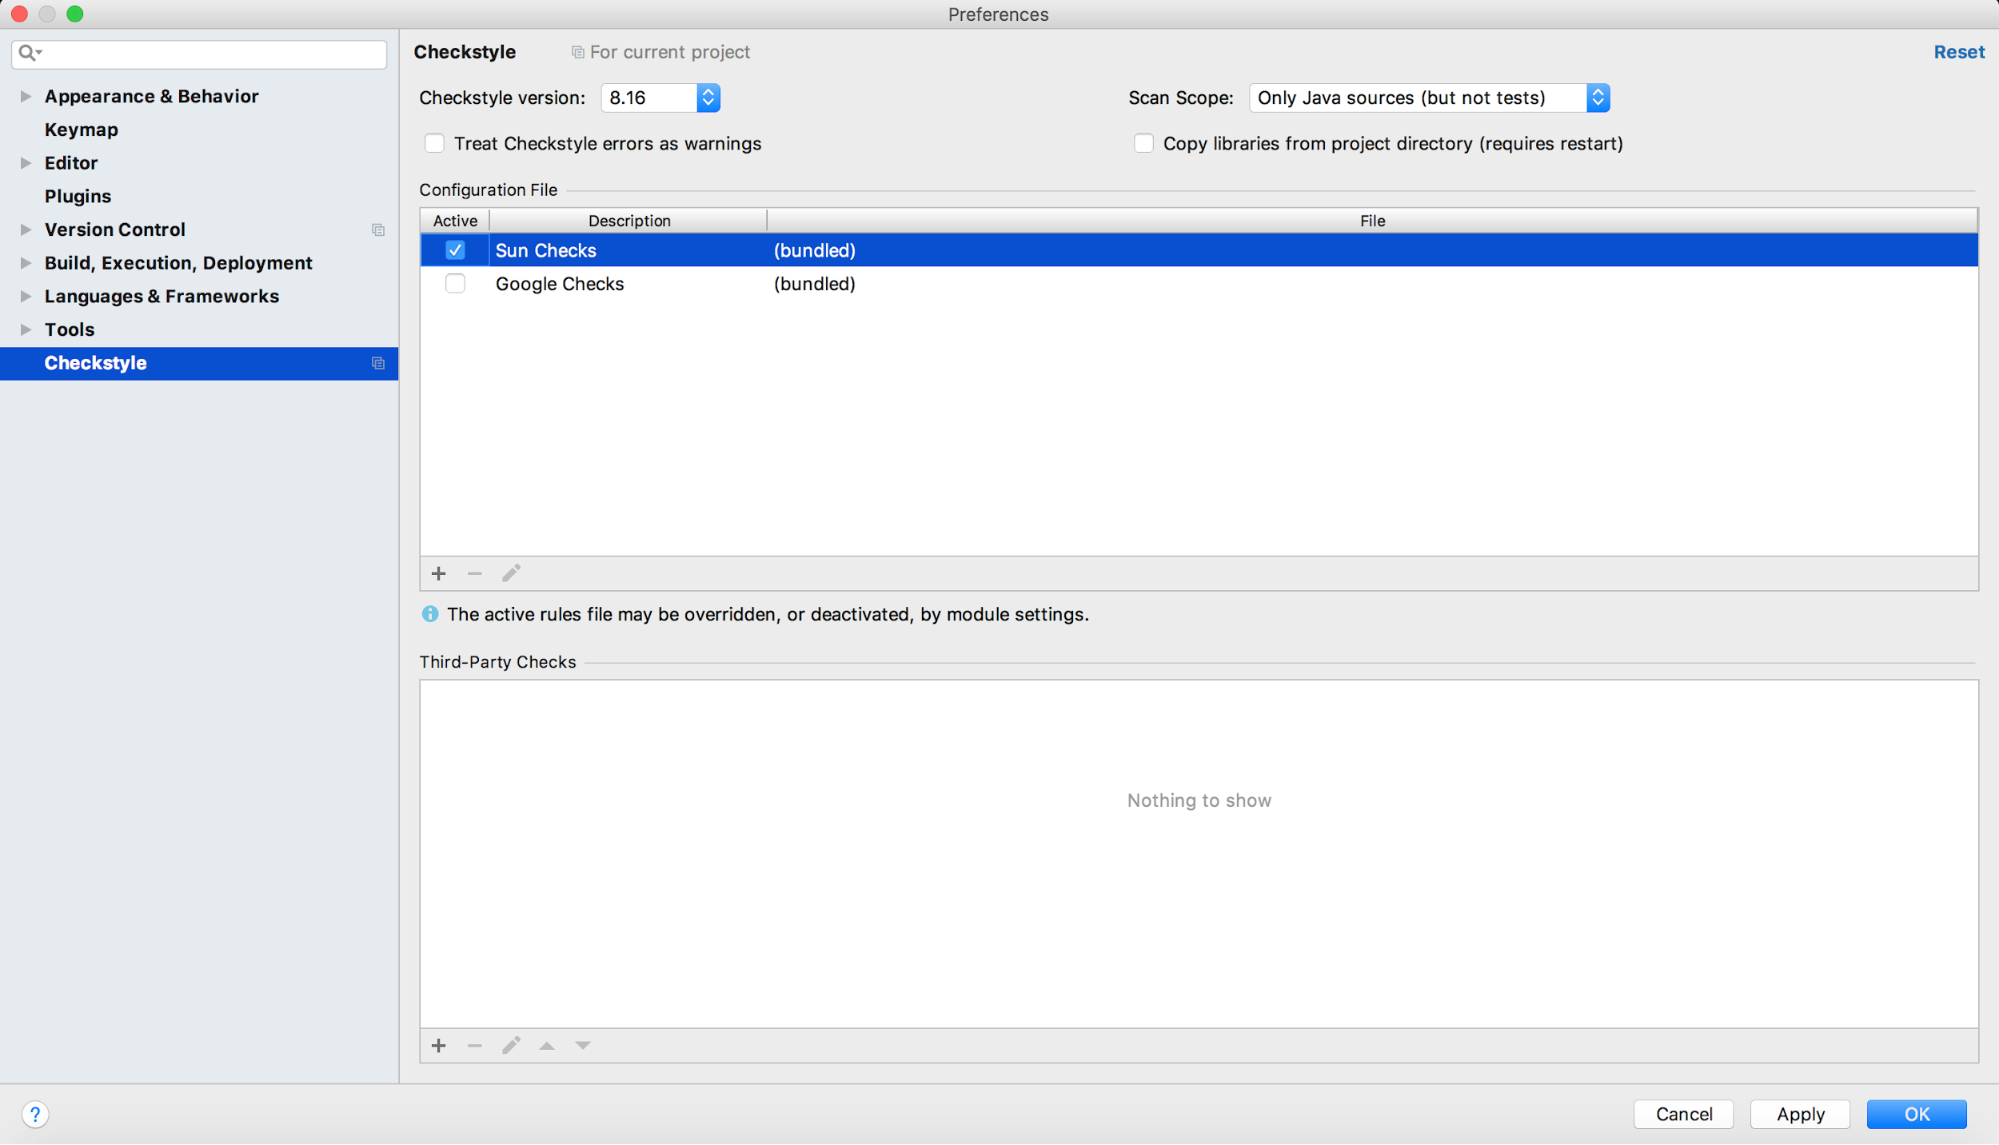 Preferences
Checkstyle For current project Reset
Appearance & Behavior
Keymap
Editor
Plugins
Version Control
Build, Execution, Deployment
Languages & Frameworks
Tools
Checkstyle
Checkstyle version: 8.16 Scan Scope: Only Java sources (but not tests)
Treat Checkstyle errors as warnings Copy libraries from project directory (requires restart)
Configuration File
Active Description File
Sun Checks (bundled)
Google Checks (bundled)
The active rules file may be overridden, or deactivated, by module settings.
Third-Party Checks
Nothing to show
? Cancel Apply OK